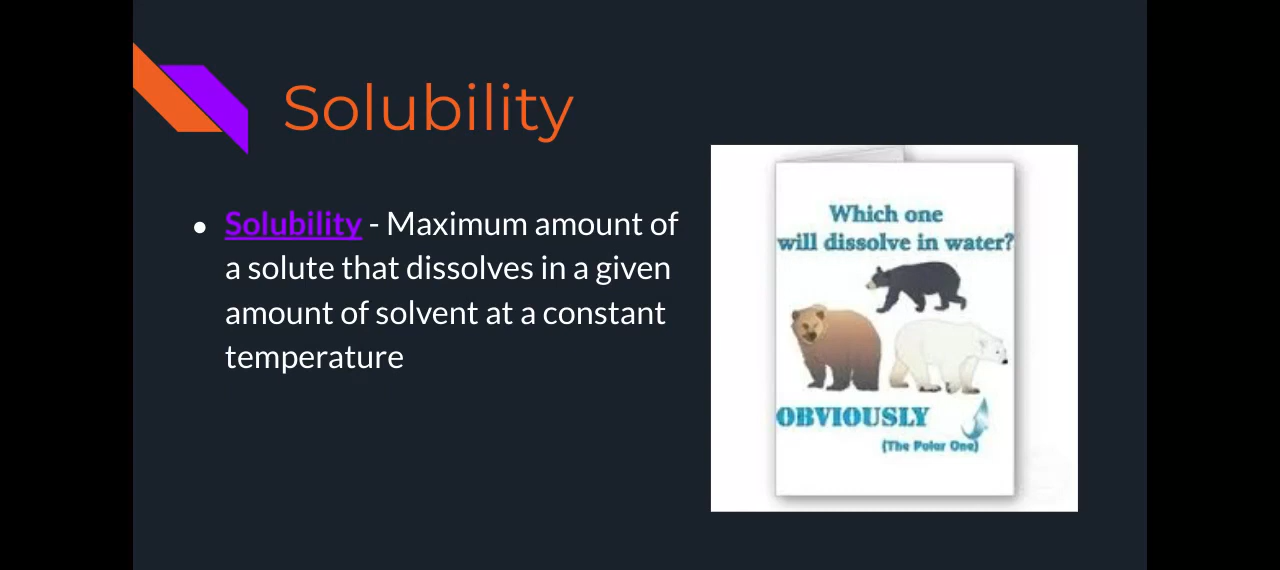 Solubility
● Solubility - Maximum amount of
a solute that dissolves in a given
amount of solvent at a constant
temperature
Which one
will dissolve in water?
OBVIOUSLY
(The Polar One)